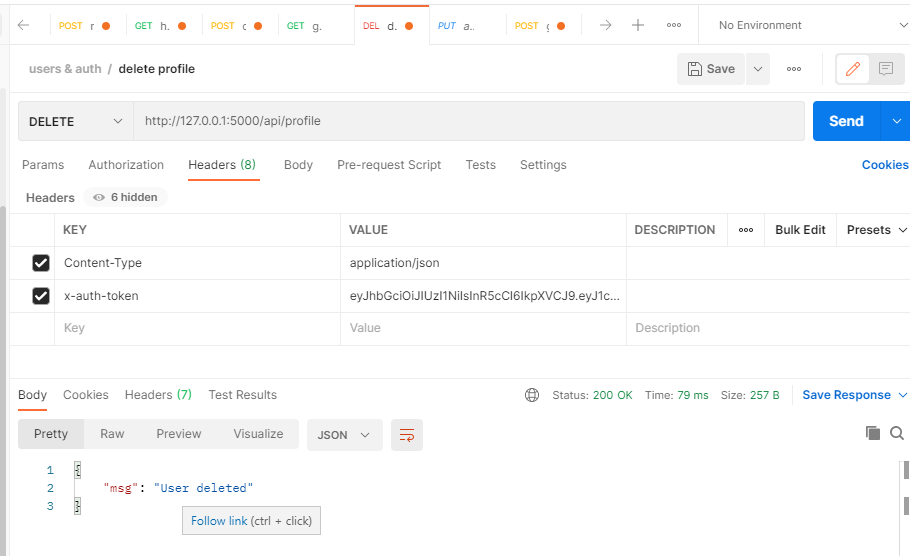 POST r GET h. POST c GET g. DEL d. PUT a.. POST No Environment
users & auth / delete profile Save
DELETE http://127.0.0.1:5000/api/profile Send
Params Authorization Headers (8) Body Pre-request Script Tests Settings Cookies
Headers 6 hidden
KEY VALUE DESCRIPTION Bulk Edit Presets
Content-Type application/json
x-auth-token eyJhbGciOiJIUzI1NiIsInR5cCI6IkpXVCJ9.eyJ1c...
Key Value Description
Body Cookies Headers (7) Test Results Status: 200 OK Time: 79 ms Size: 257 B Save Response
Pretty Raw Preview Visualize JSON
1 {
2 "msg": "User deleted"
3 }
Follow link (ctrl + click)